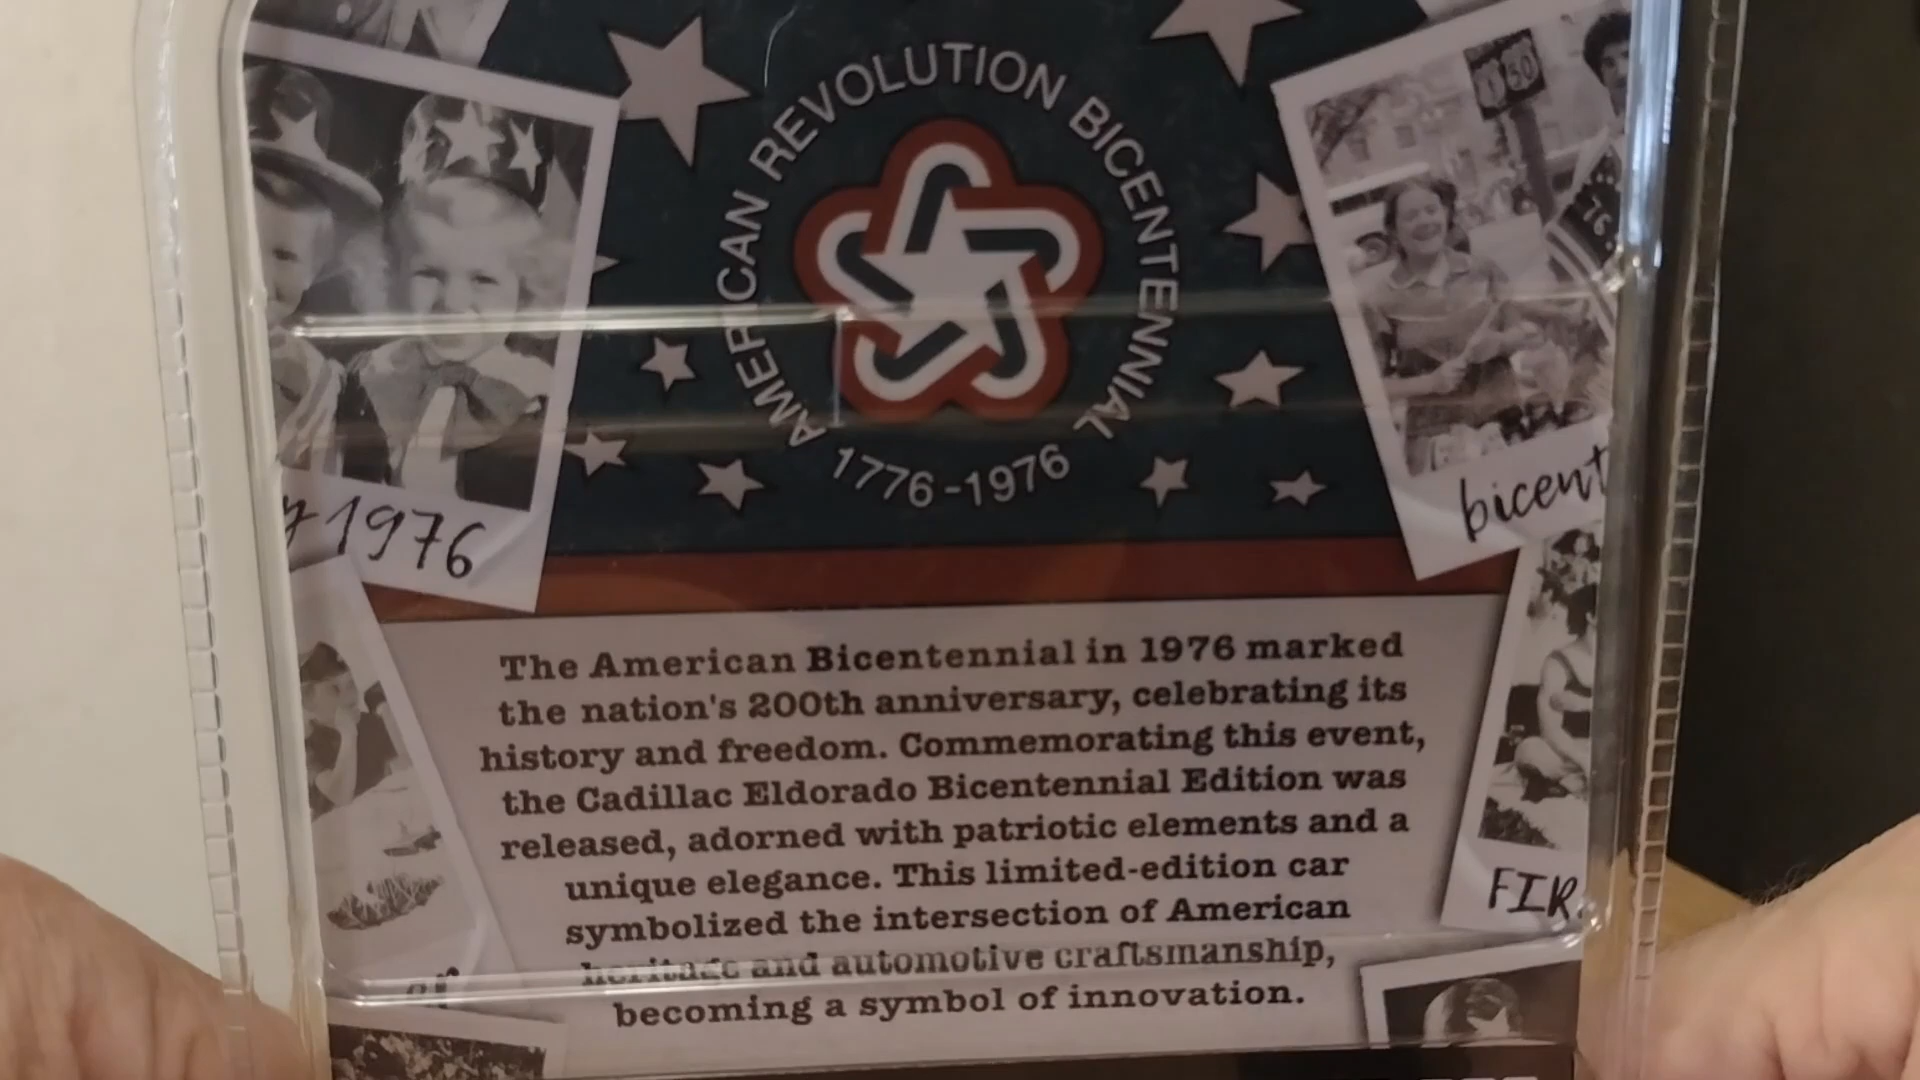 AMERICAN REVOLUTION BICENTENNIAL
1776-1976
50
76
y 1976
bicent
The American Bicentennial in 1976 marked
the nation's 200th anniversary, celebrating its
history and freedom. Commemorating this event,
the Cadillac Eldorado Bicentennial Edition was
released, adorned with patriotic elements and a
unique elegance. This limited-edition car
symbolized the intersection of American
heritage and automotive craftsmanship,
becoming a symbol of innovation.
FIR